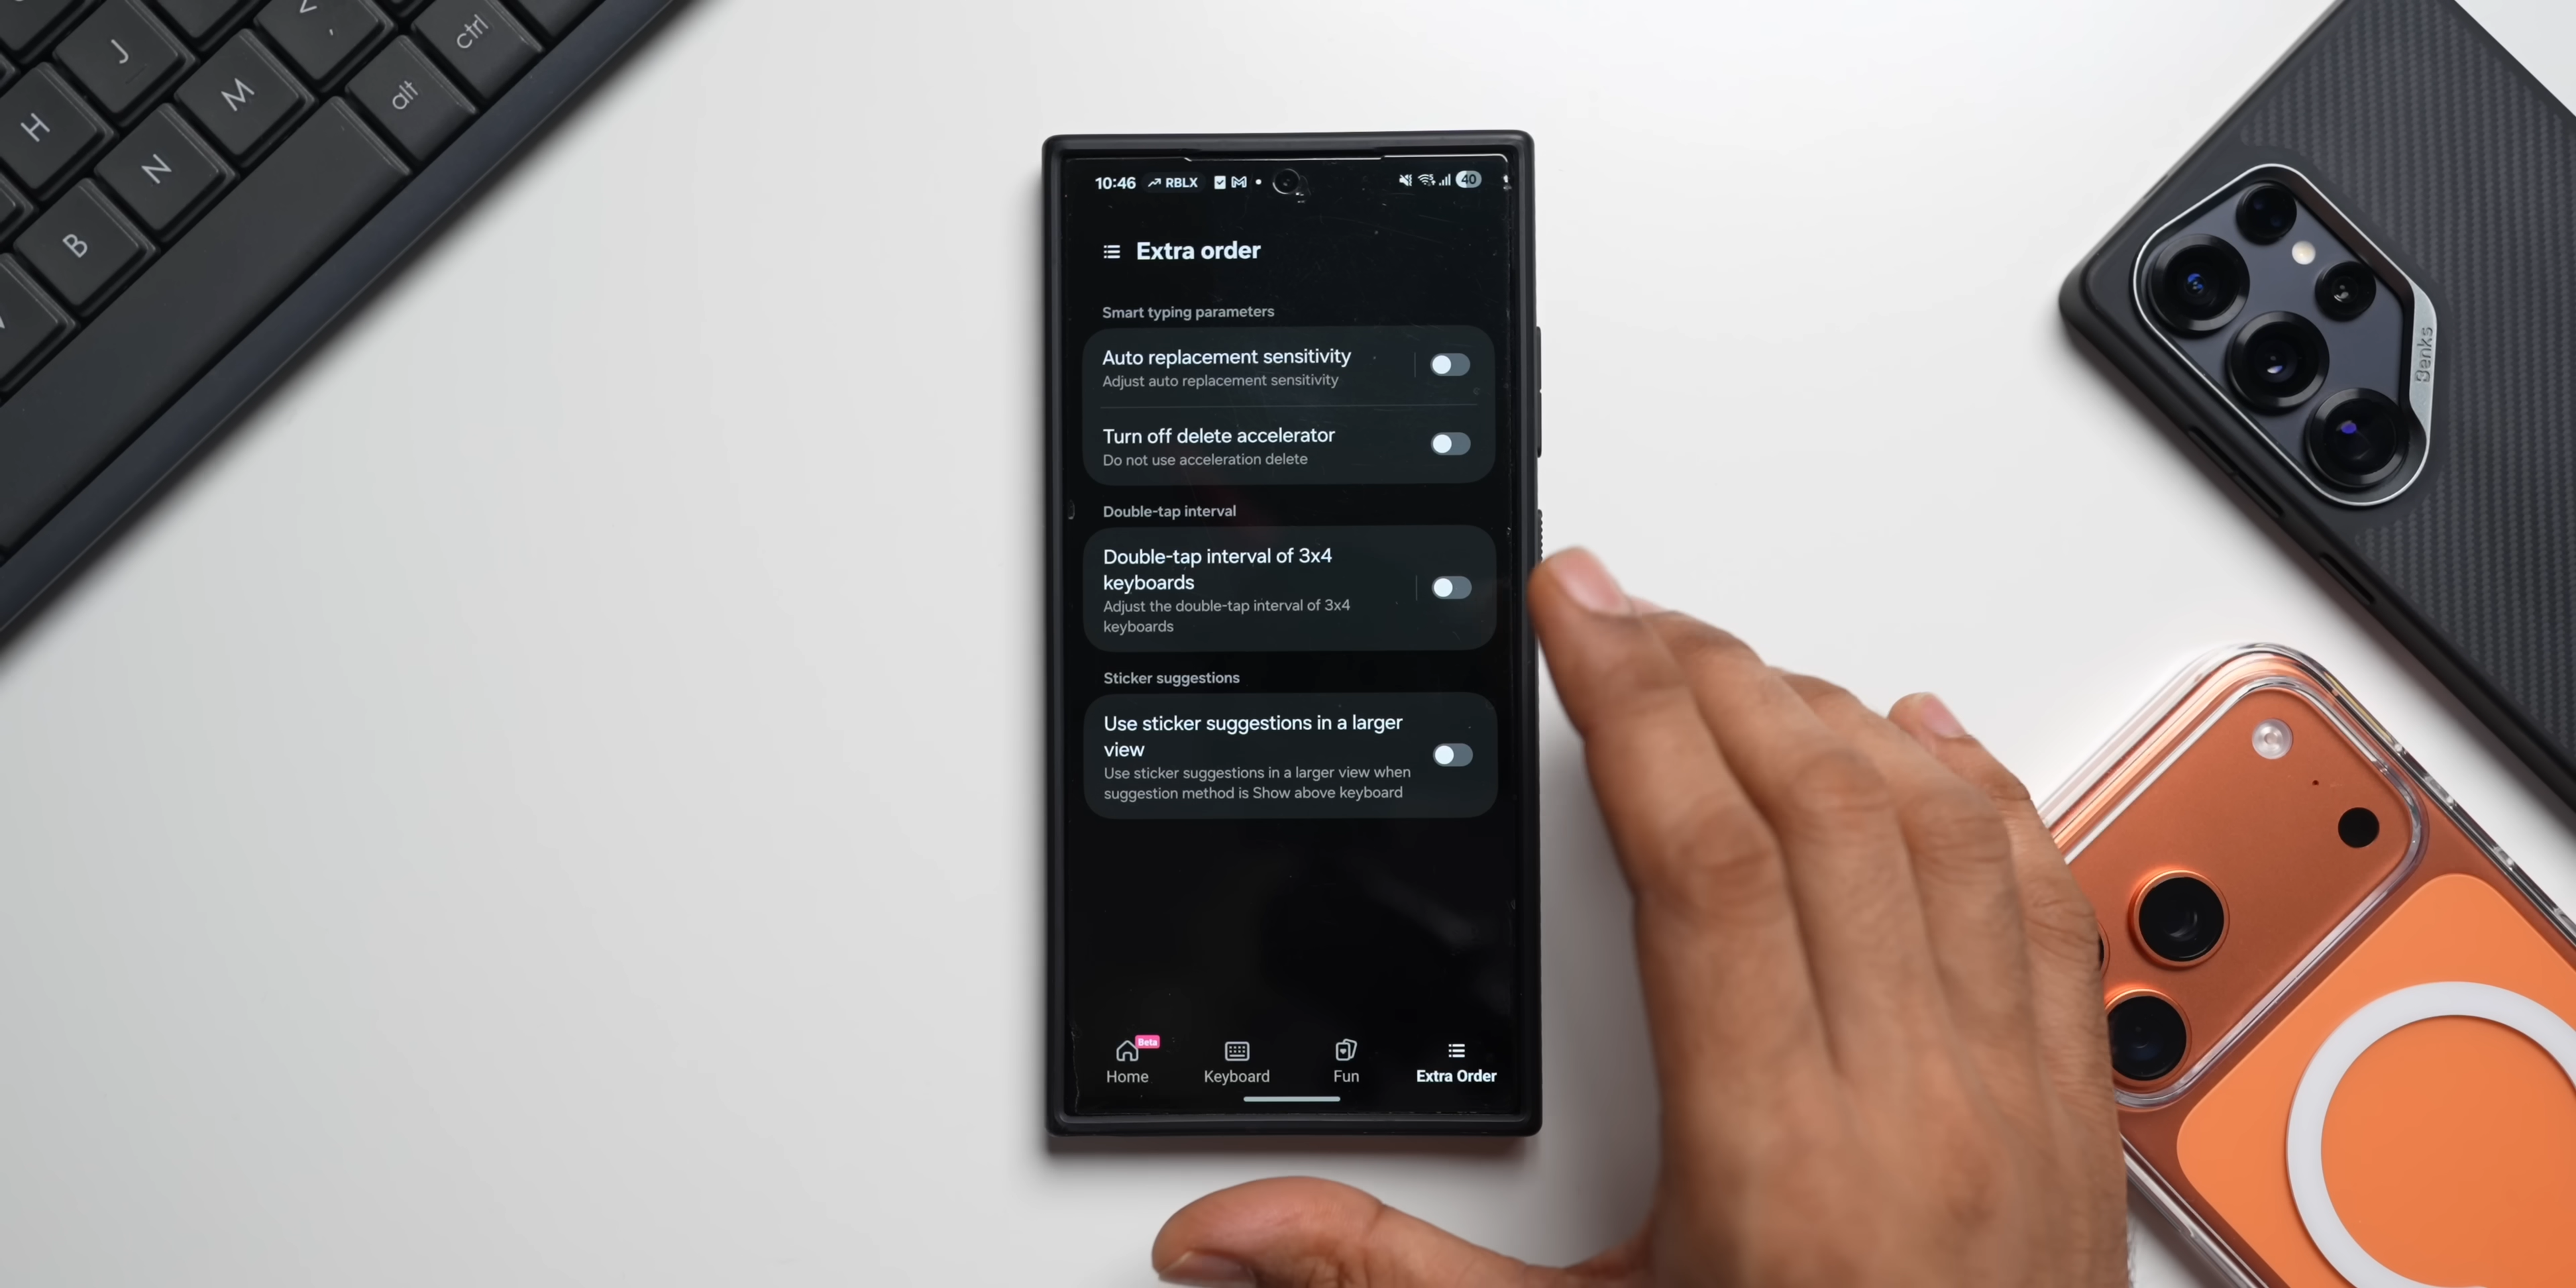 J
H
M
N
B
ctrl
alt
,
10:46 RBLX
40
Extra order
Smart typing parameters
Auto replacement sensitivity
Adjust auto replacement sensitivity
Turn off delete accelerator
Do not use acceleration delete
Double-tap interval
Double-tap interval of 3x4
keyboards
Adjust the double-tap interval of 3x4
keyboards
Sticker suggestions
Use sticker suggestions in a larger
view
Use sticker suggestions in a larger view when
suggestion method is Show above keyboard
Beta
Home Keyboard Fun Extra Order
Benks